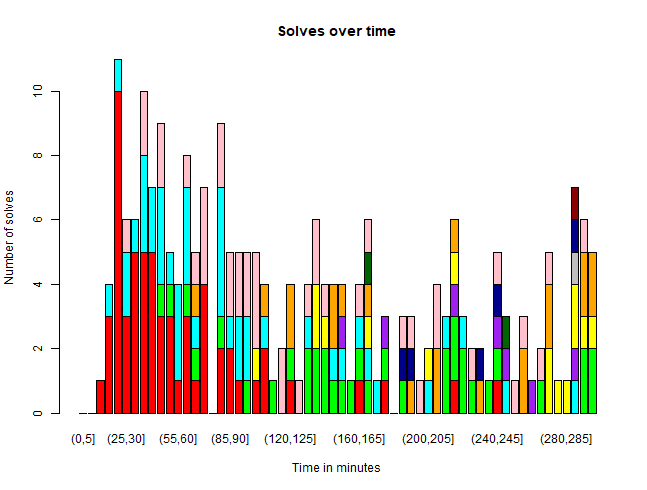 Solves over time
Number of solves
10
8
6
4
2
0
(0,5] (25,30] (55,60] (85,90] (120,125] (160,165] (200,205] (240,245] (280,285]
Time in minutes